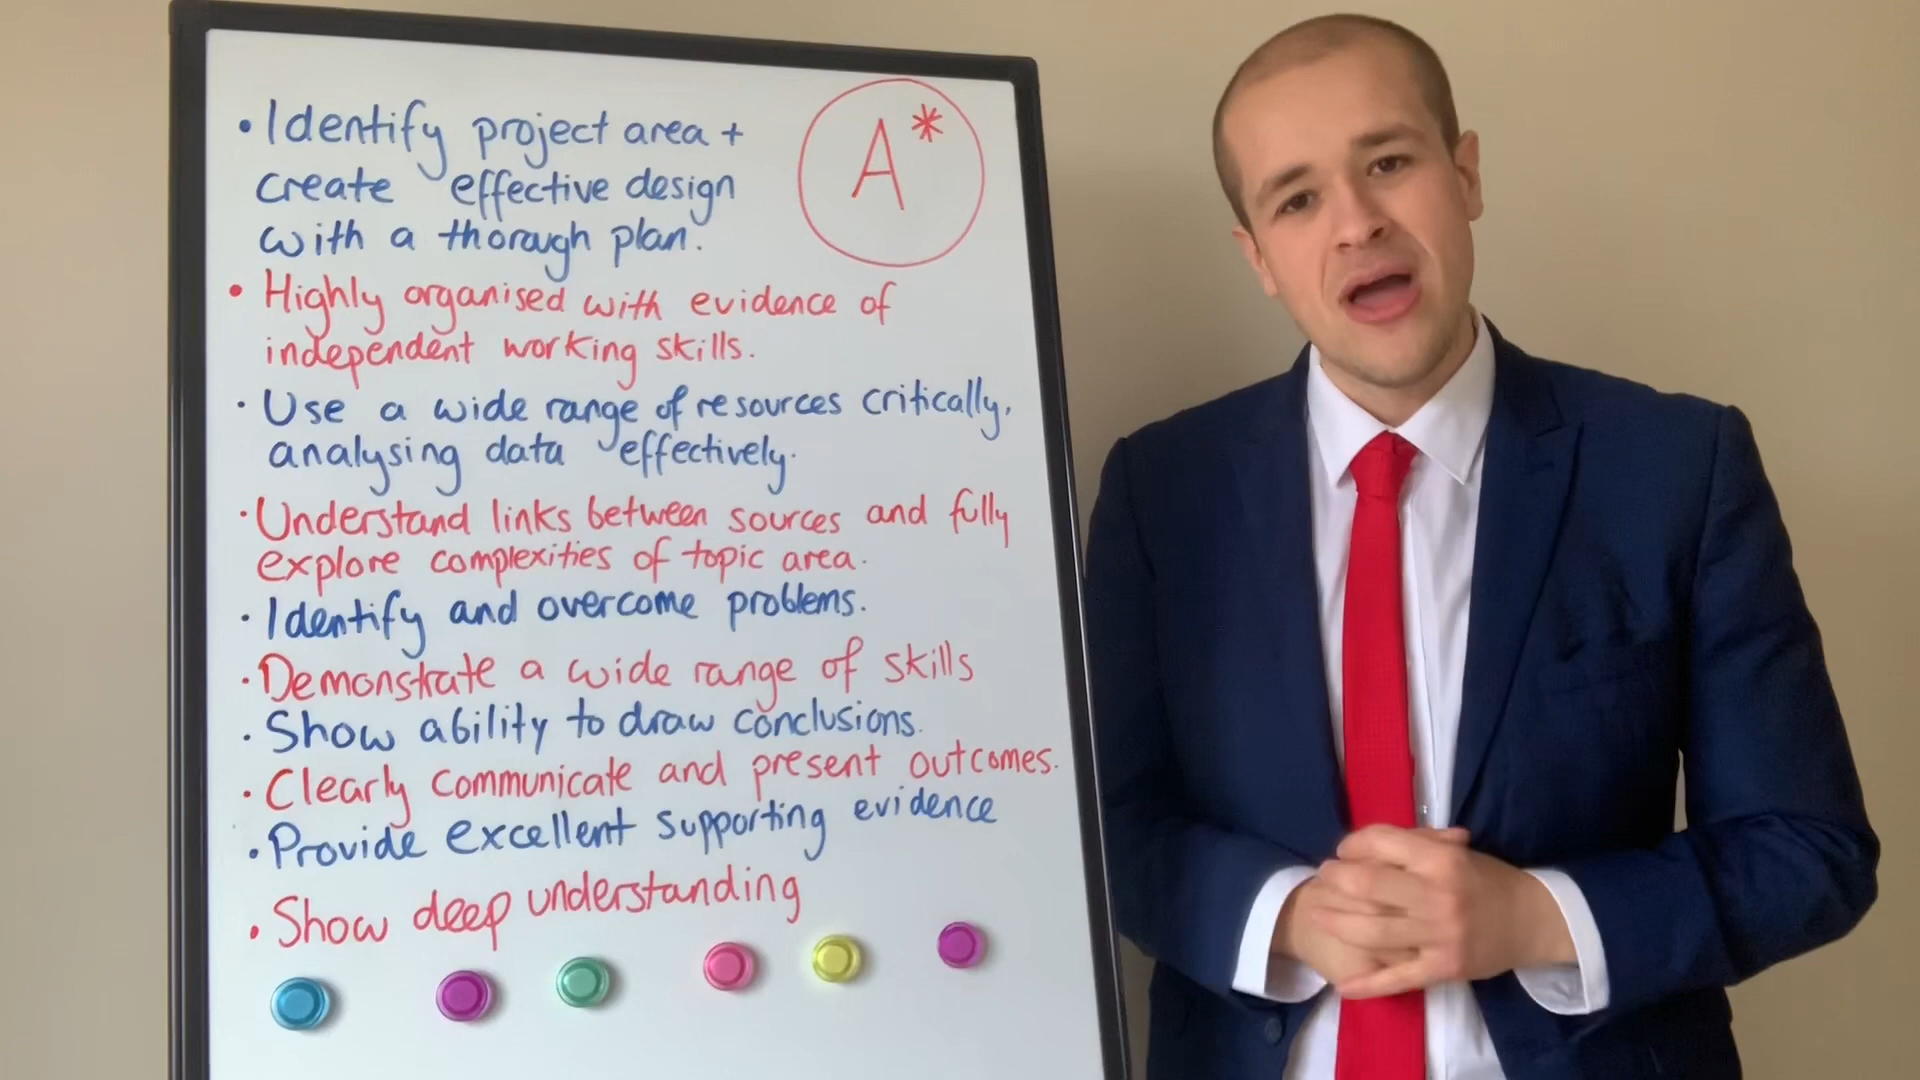 • Identify project area +
create effective design
with a thorough plan.
A*
• Highly organised with evidence of
independent working skills.
• Use a wide range of resources critically,
analysing data effectively.
• Understand links between sources and fully
explore complexities of topic area.
• Identify and overcome problems.
• Demonstrate a wide range of skills
• Show ability to draw conclusions.
• Clearly communicate and present outcomes.
• Provide excellent supporting evidence
• Show deep understanding